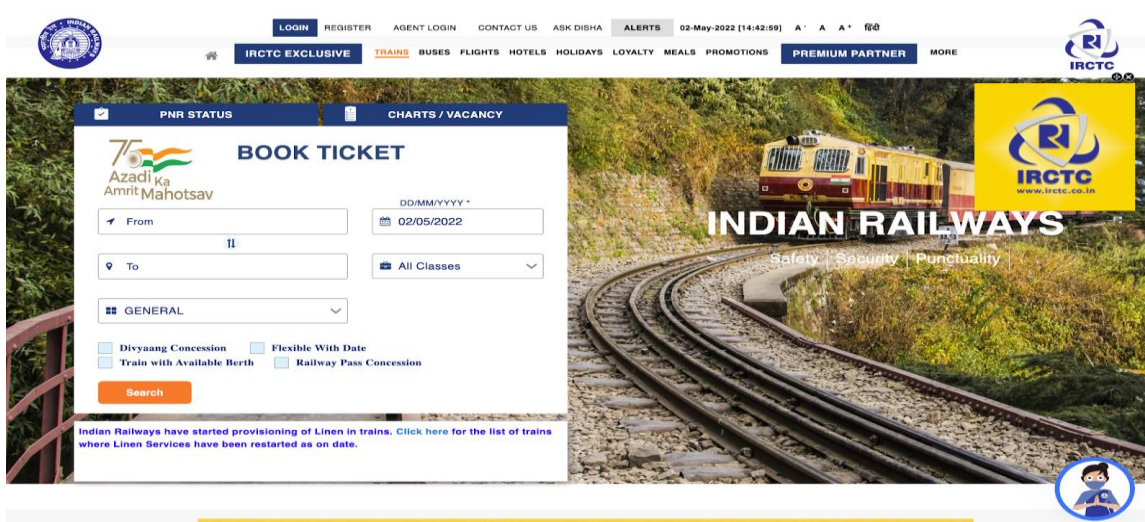 LOGIN REGISTER AGENT LOGIN CONTACT US ASK DISHA ALERTS 02-May-2022 [14:42:59] A - A A + हिंदी
IRCTC EXCLUSIVE TRAINS BUSES FLIGHTS HOTELS HOLIDAYS LOYALTY MEALS PROMOTIONS PREMIUM PARTNER MORE
IRCTC
PNR STATUS CHARTS / VACANCY
75
Azadi Ka
Amrit Mahotsav
BOOK TICKET
DD/MM/YYYY *
From 02/05/2022
To All Classes
GENERAL
Divyaang Concession Flexible With Date
Train with Available Berth Railway Pass Concession
Search
Indian Railways have started provisioning of Linen in trains. Click here for the list of trains
where Linen Services have been restarted as on date.
IRCTC
www.irctc.co.in
INDIAN RAILWAYS
Safety | Security | Punctuality |